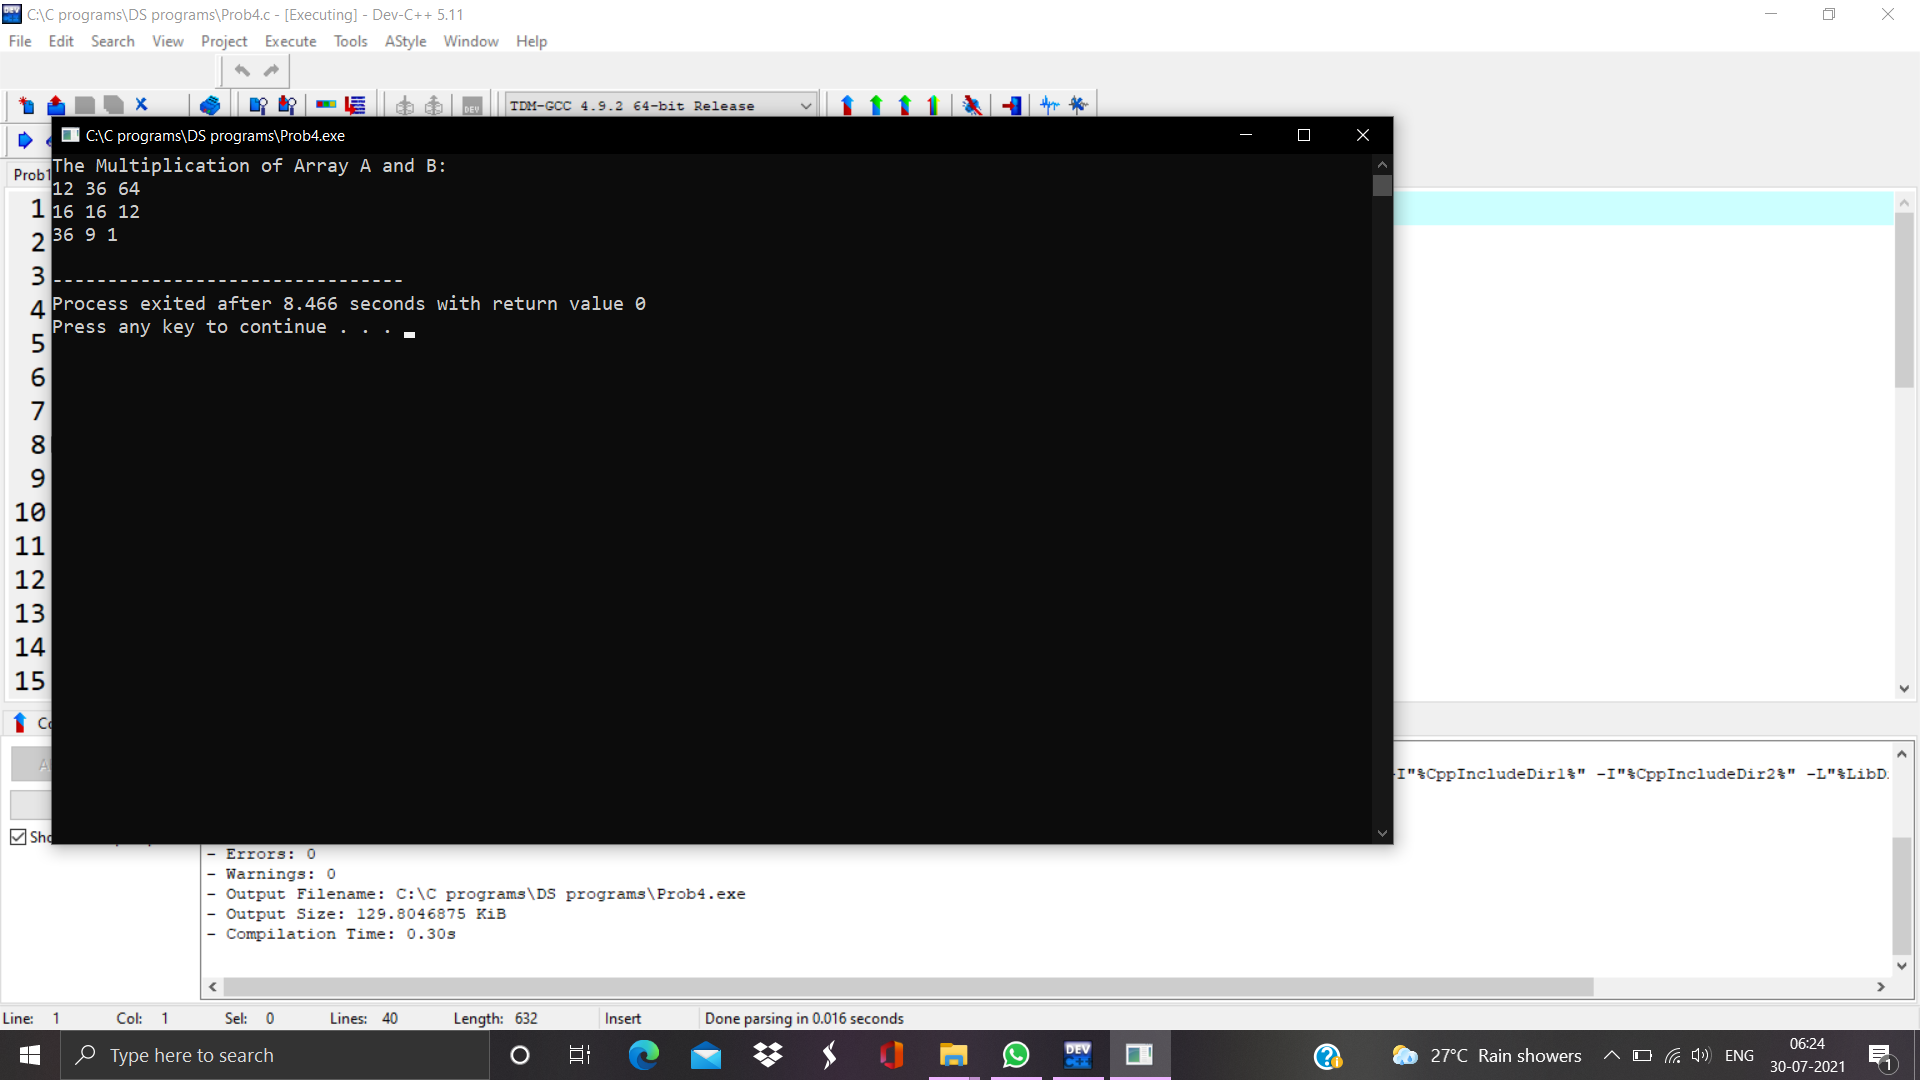 C:\C programs\DS programs\Prob4.c - [Executing] - Dev-C++ 5.11
File Edit Search View Project Execute Tools AStyle Window Help
TDM-GCC 4.9.2 64-bit Release
C:\C programs\DS programs\Prob4.exe
Prob1
The Multiplication of Array A and B:
12 36 64
16 16 12
36 9 1
--------------------------------
Process exited after 8.466 seconds with return value 0
Press any key to continue . . .
1
2
3
4
5
6
7
8
9
10
11
12
13
14
15
-I"%CppIncludeDir1%" -I"%CppIncludeDir2%" -L"%LibD
- Errors: 0
- Warnings: 0
- Output Filename: C:\C programs\DS programs\Prob4.exe
- Output Size: 129.8046875 KiB
- Compilation Time: 0.30s
Line: 1 Col: 1 Sel: 0 Lines: 40 Length: 632 Insert Done parsing in 0.016 seconds
Type here to search
DEV
27°C Rain showers
ENG
06:24
30-07-2021
1